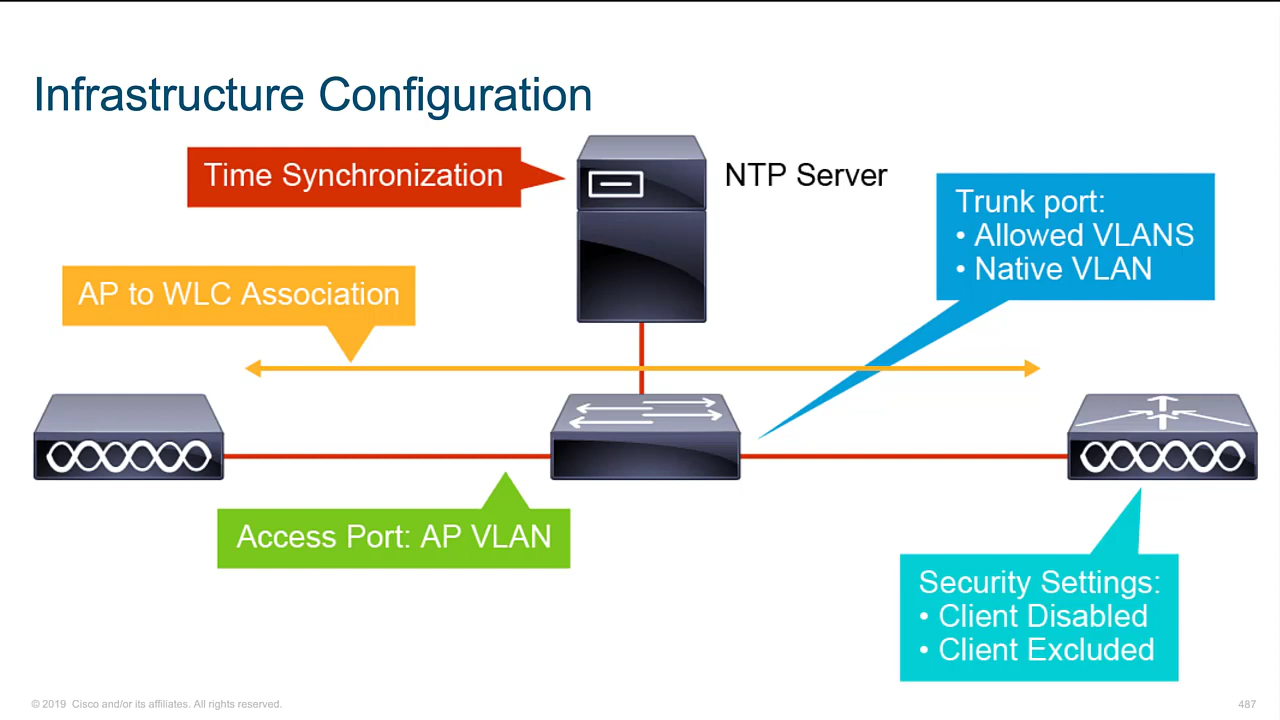 Infrastructure Configuration
Time Synchronization
NTP Server
Trunk port:
• Allowed VLANS
• Native VLAN
AP to WLC Association
Access Port: AP VLAN
Security Settings:
• Client Disabled
• Client Excluded
© 2019 Cisco and/or its affiliates. All rights reserved.
487